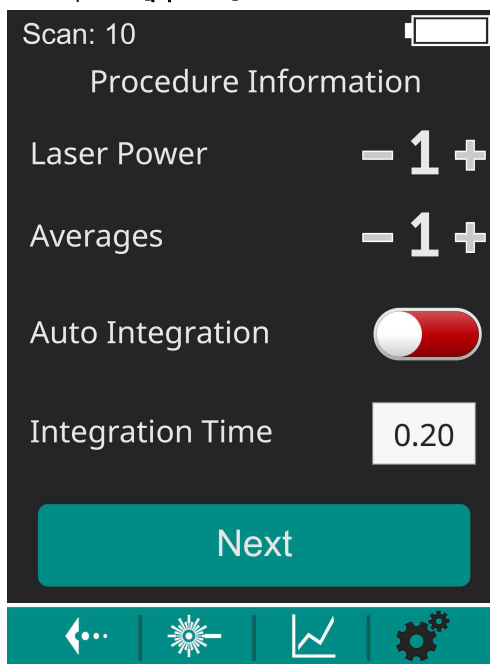 Scan: 10
Procedure Information
Laser Power − 1 +
Averages − 1 +
Auto Integration
Integration Time 0.20
Next